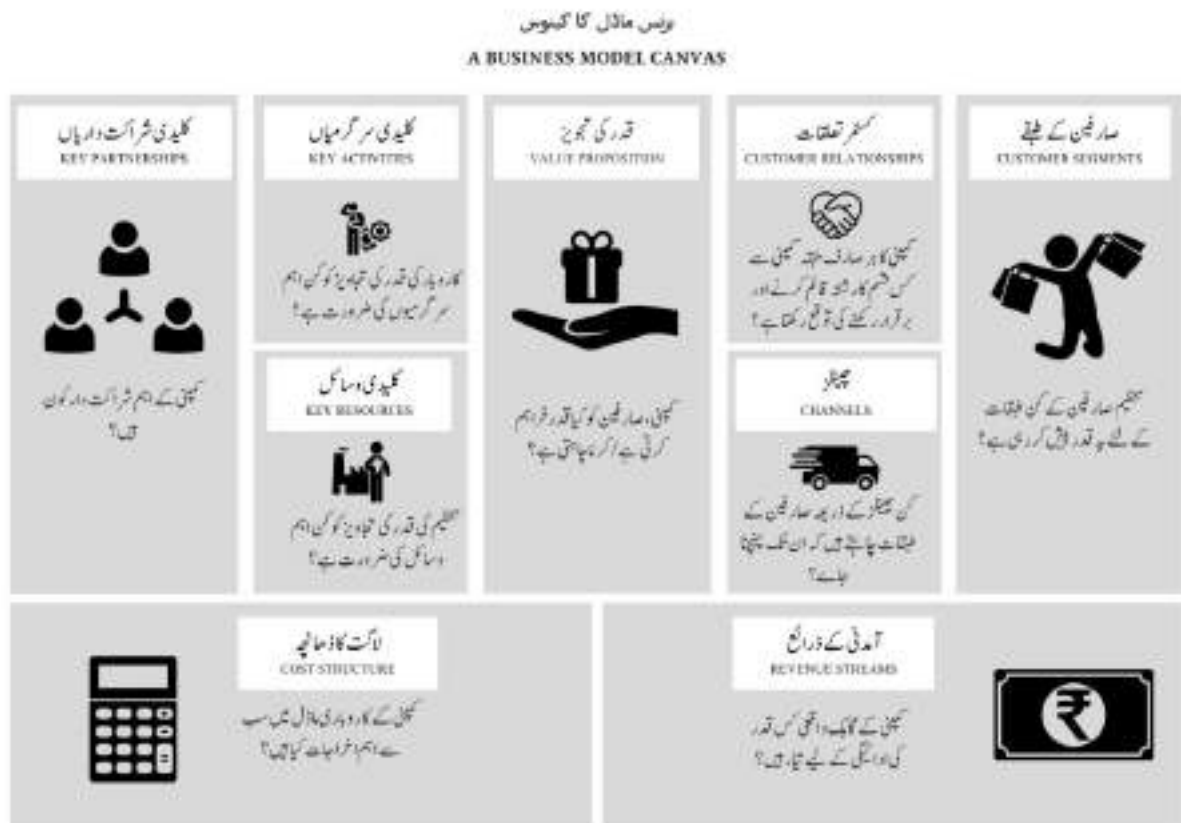 بزنس ماڈل کا کینوس
A BUSINESS MODEL CANVAS
کلیدی شراکت داریاں
KEY PARTNERSHIPS
کمپنی کے اہم شراکت دار کون
ہیں؟
کلیدی سرگرمیاں
KEY ACTIVITIES
کاروبار کی قدر کی تجاویز کو کن اہم
سرگرمیوں کی ضرورت ہے؟
کلیدی وسائل
KEY RESOURCES
تنظیم کی قدر کی تجاویز کو کن اہم
وسائل کی ضرورت ہے؟
قدر کی تجویز
VALUE PROPOSITION
کمپنی، صارفین کو کیا قدر فراہم
کرتی ہے / کرنا چاہتی ہے؟
کسٹمر تعلقات
CUSTOMER RELATIONSHIPS
کمپنی کا ہر صارف طبقہ کمپنی سے
کس قسم کا رشتہ قائم کرنے اور
برقرار رکھنے کی توقع رکھتا ہے؟
چینلز
CHANNELS
کن چینلز کے ذریعہ صارفین کے
طبقات چاہتے ہیں کہ ان تک پہنچا
جائے؟
صارفین کے طبقے
CUSTOMER SEGMENTS
تنظیم صارفین کے کن طبقات
کے لئے یہ قدر پیش کر رہی ہے؟
لاگت کا ڈھانچہ
COST STRUCTURE
کمپنی کے کاروباری ماڈل میں سب
سے اہم اخراجات کیا ہیں؟
آمدنی کے ذرائع
REVENUE STREAMS
کمپنی کے گاہک واقعی کس قدر
کی ادائیگی کے لیے تیار ہیں؟
₹